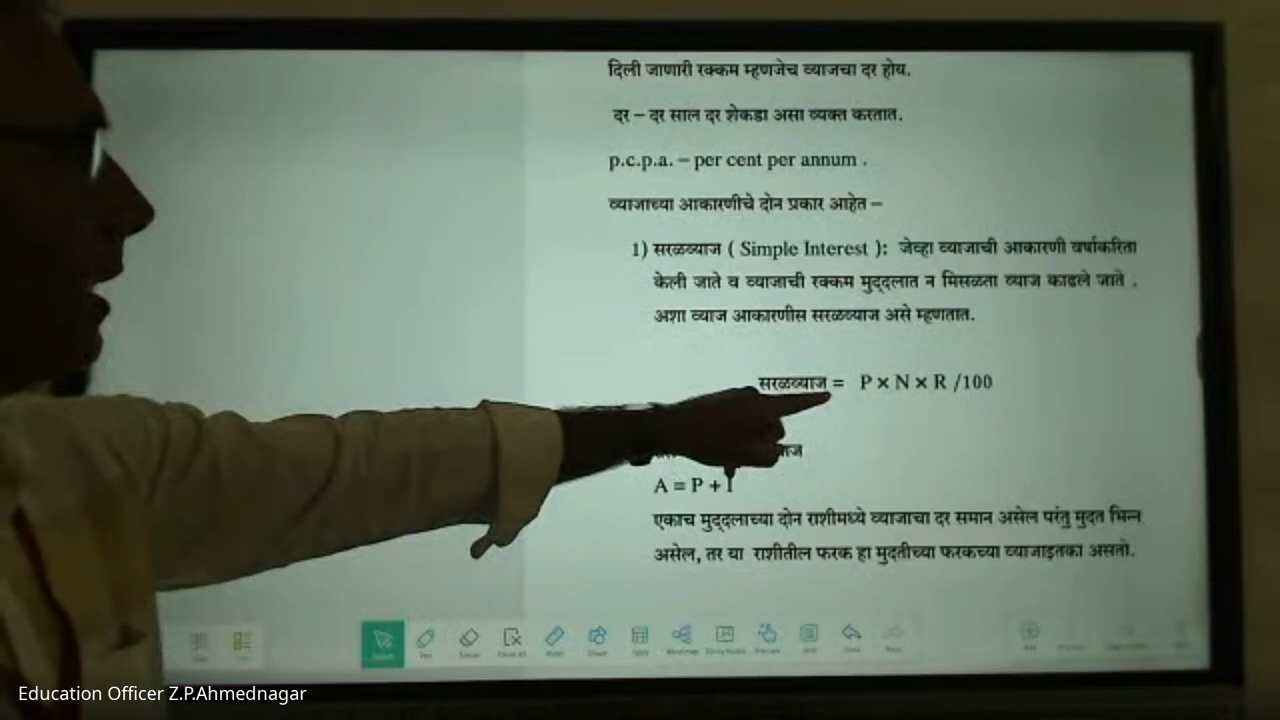 दिली जाणारी रक्कम म्हणजेच व्याजचा दर होय.
दर – दर साल दर शेकडा असा व्यक्त करतात.
p.c.p.a. – per cent per annum .
व्याजाच्या आकारणीचे दोन प्रकार आहेत –
1) सरळव्याज ( Simple Interest ): जेव्हा व्याजाची आकारणी वर्षाकरिता
केली जाते व व्याजाची रक्कम मुद्दलात न मिसळता व्याज काढले जाते .
अशा व्याज आकारणीस सरळव्याज असे म्हणतात.
सरळव्याज = P × N × R /100
A = P + I
एकाच मुद्दलाच्या दोन राशीमध्ये व्याजाचा दर समान असेल परंतु मुदत भिन्न
असेल, तर या राशीतील फरक हा मुदतीच्या फरकच्या व्याजाइतका असतो.
Education Officer Z.P.Ahmednagar